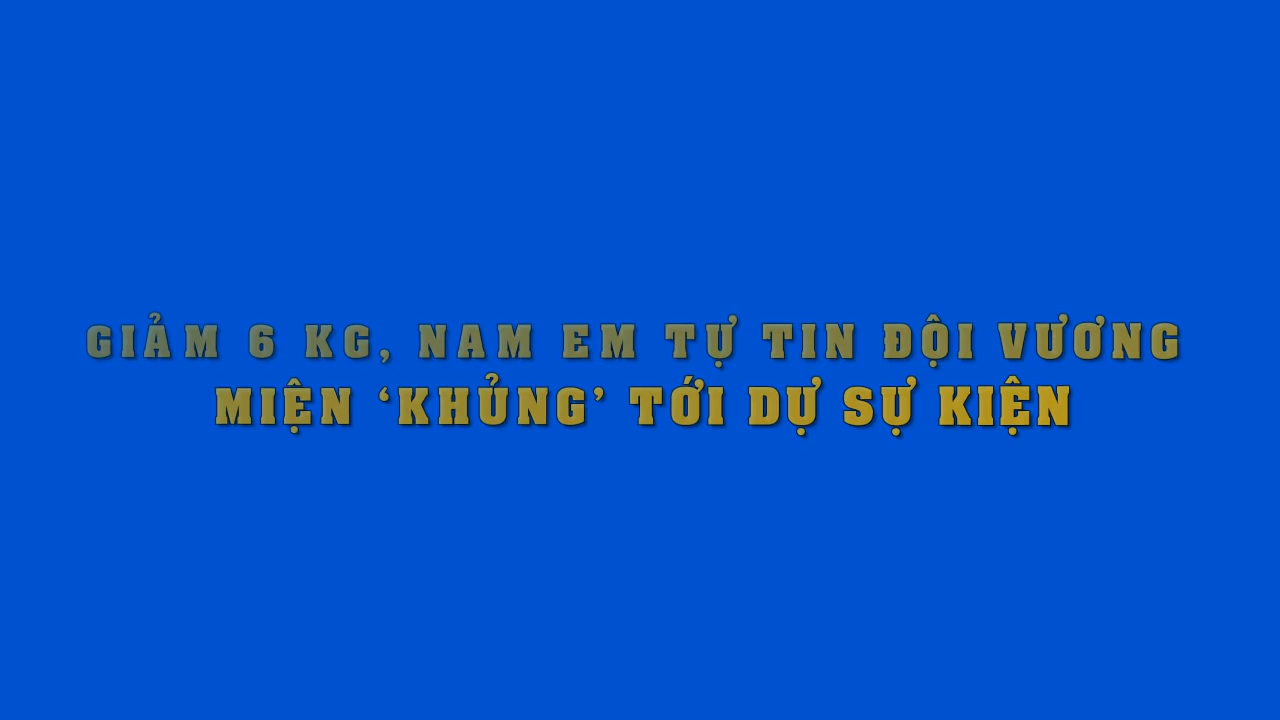 GIẢM 6 KG, NAM EM TỰ TIN ĐỘI VƯƠNG
MIỆN ‘KHỦNG’ TỚI DỰ SỰ KIỆN